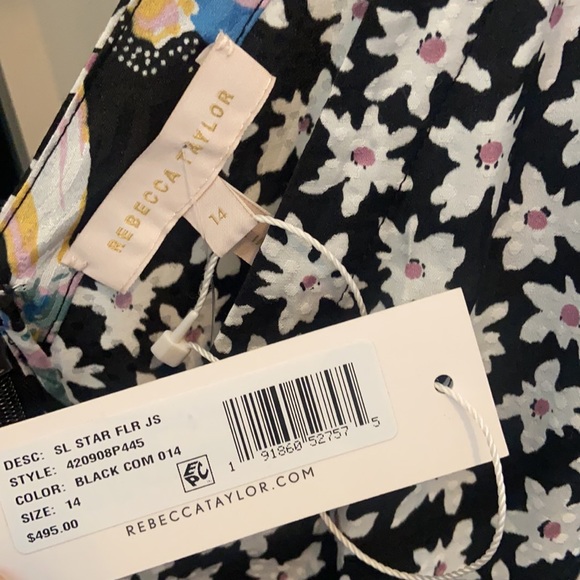 REBECCA TAYLOR
14
DESC: SL STAR FLR JS
STYLE: 420908P445
COLOR: BLACK COM 014
SIZE: 14
$495.00
EPC
1 91860 52757 5
REBECCATAYLOR.COM